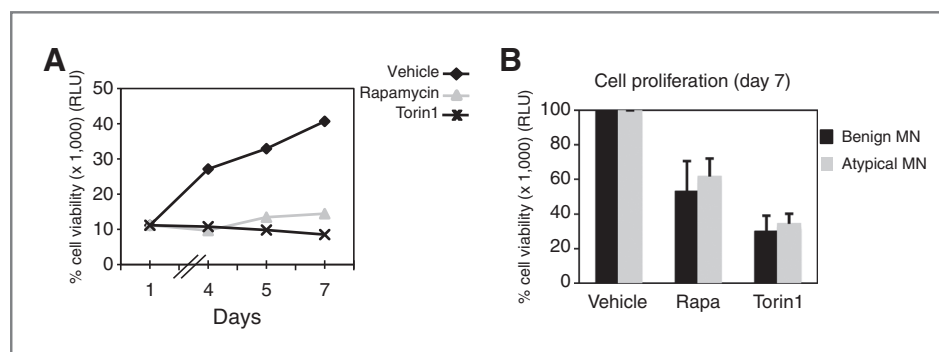 A
Vehicle
Rapamycin
Torin1
% cell viability (x 1,000) (RLU)
50
40
30
20
10
0
1 4 5 7
Days
B
Cell proliferation (day 7)
% cell viability (x 1,000) (RLU)
100
80
60
40
20
0
Benign MN
Atypical MN
Vehicle Rapa Torin1